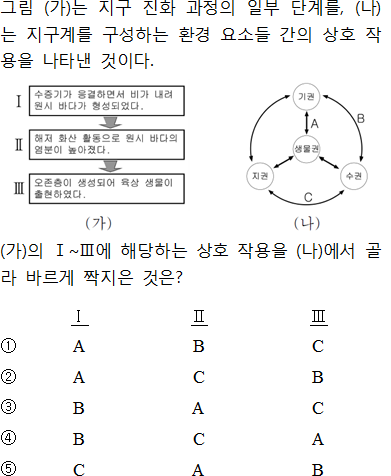 그림 (가)는 지구 진화 과정의 일부 단계를, (나)
는 지구계를 구성하는 환경 요소들 간의 상호 작
용을 나타낸 것이다.
Ⅰ 수증기가 응결하면서 비가 내려
원시 바다가 형성되었다.
Ⅱ 해저 화산 활동으로 원시 바다의
염분이 높아졌다.
Ⅲ 오존층이 생성되어 육상 생물이
출현하였다.
(가)
기권
A
B
생물권
지권
수권
C
(나)
(가)의 Ⅰ~Ⅲ에 해당하는 상호 작용을 (나)에서 골
라 바르게 짝지은 것은?
Ⅰ Ⅱ Ⅲ
① A B C
② A C B
③ B A C
④ B C A
⑤ C A B